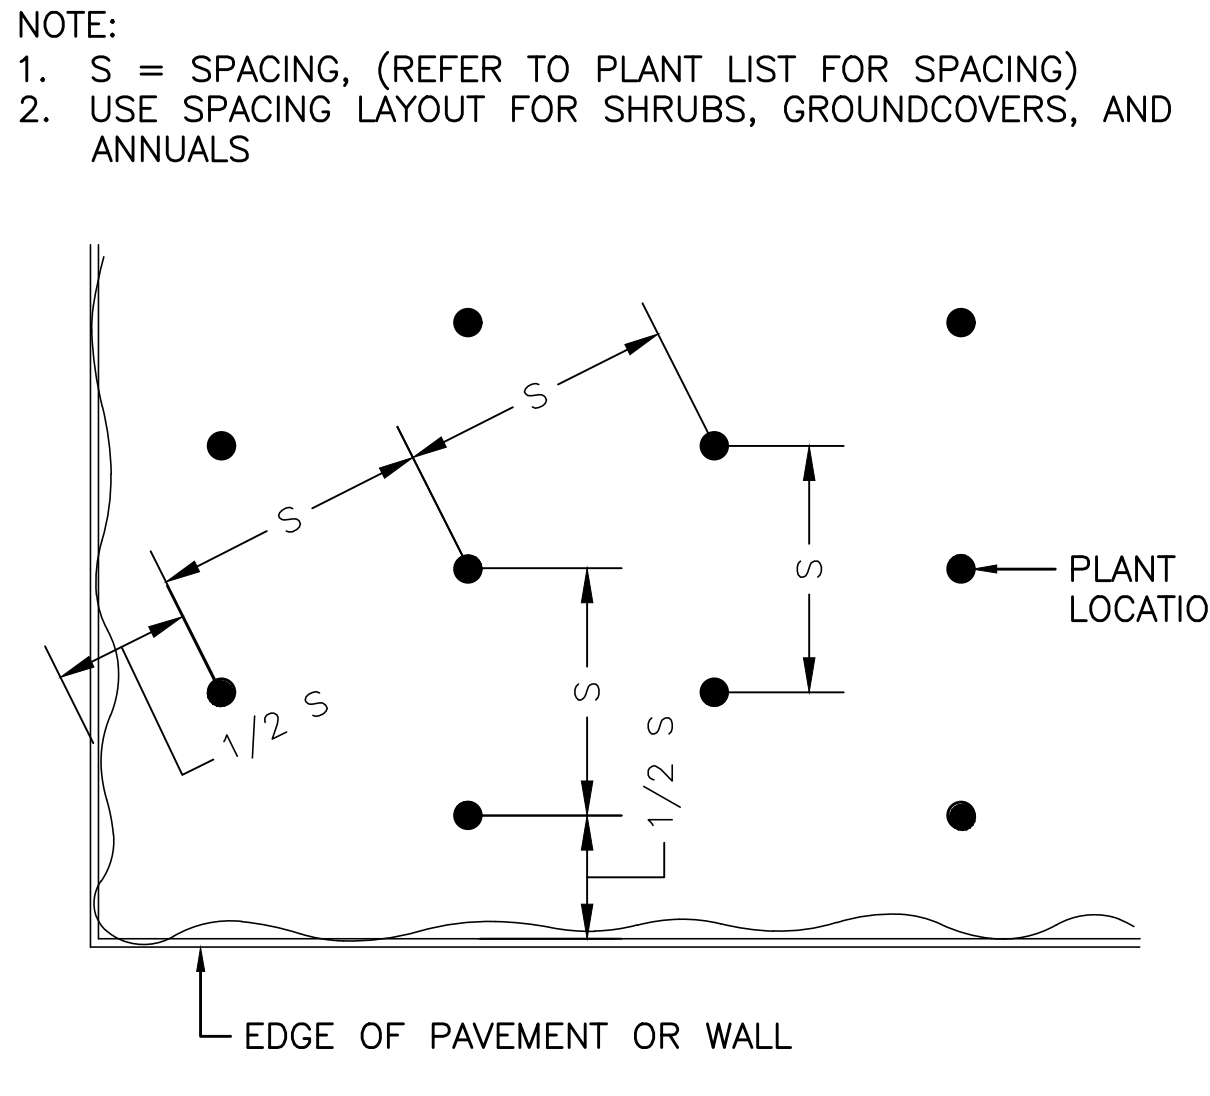 NOTE:
1. S = SPACING, (REFER TO PLANT LIST FOR SPACING)
2. USE SPACING LAYOUT FOR SHRUBS, GROUNDCOVERS, AND
ANNUALS
S
S
S
PLANT
LOCATIO
S
1/2 S
1/2 S
EDGE OF PAVEMENT OR WALL